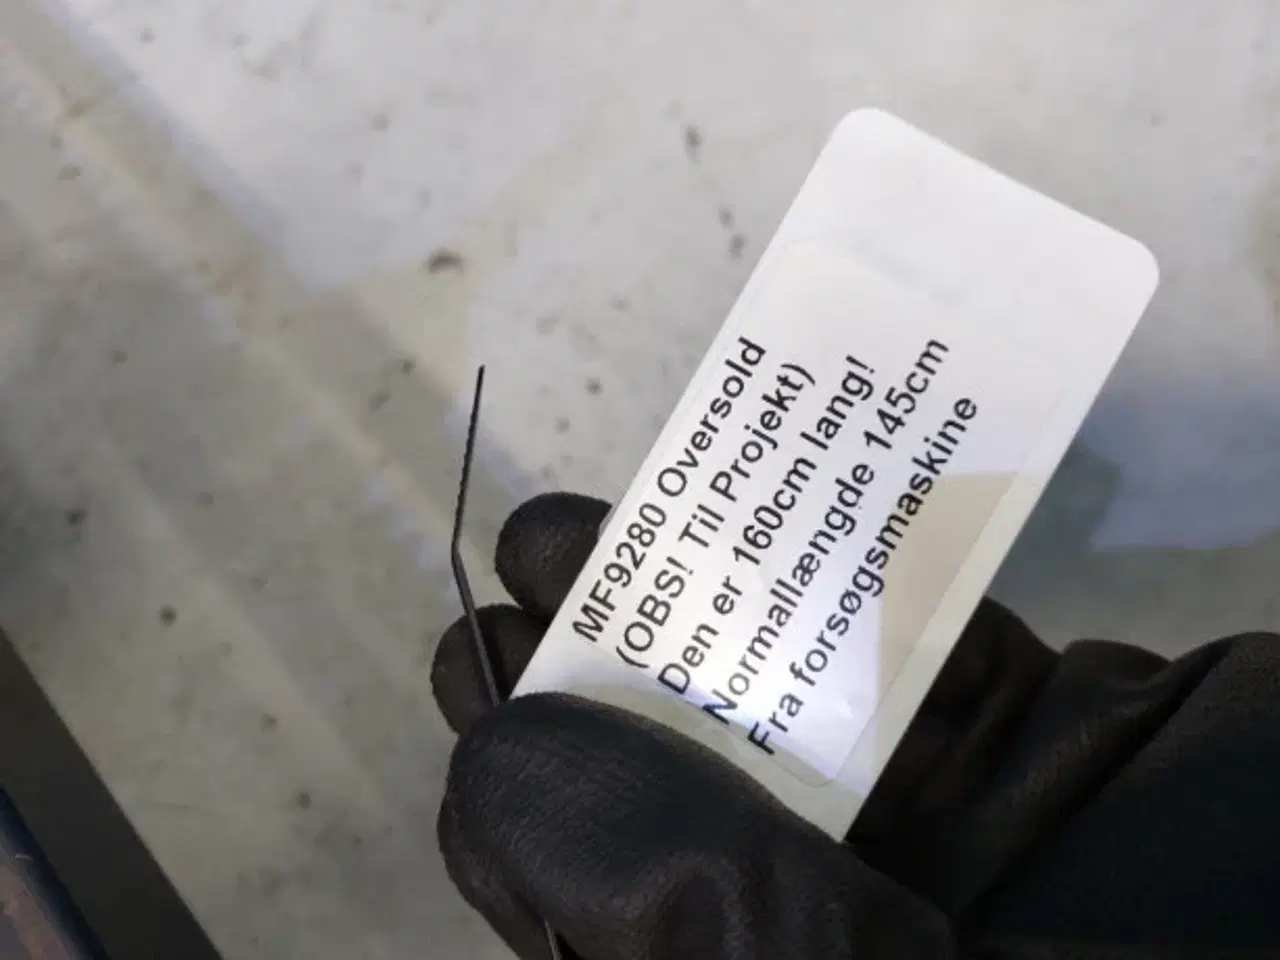 MF9280 Oversold
(OBS! Til Projekt)
Den er 160cm lang!
Normallængde 145cm
Fra forsøgsmaskine